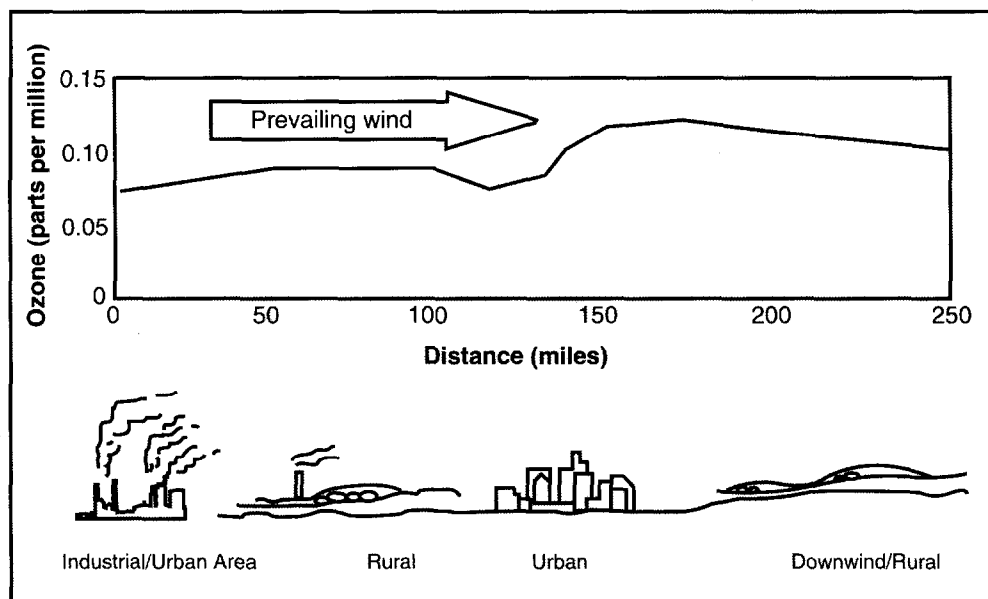 Ozone (parts per million)
0.15
0.10
0.05
0
Prevailing wind
0 50 100 150 200 250
Distance (miles)
Industrial/Urban Area Rural Urban Downwind/Rural